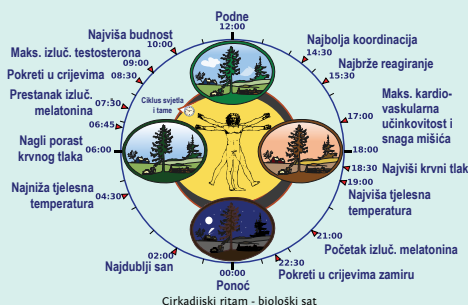 Podne
12:00
Najbolja koordinacija
14:30
Najbrže reagiranje
15:30
Maks. kardio-
vaskularna
učinkovitost i
snaga mišića
17:00
18:00
Najviši krvni tlak
18:30
19:00
Najviša tjelesna
temperatura
21:00
Početak izluč. melatonina
22:30
Pokreti u crijevima zamiru
00:00
Ponoć
02:00
Najdublji san
04:30
Najniža tjelesna
temperatura
06:00
Nagli porast
krvnog tlaka
06:45
Prestanak izluč.
melatonina
07:30
Pokreti u crijevima
08:30
Maks. izluč. testosterona
09:00
Najviša budnost
10:00
Ciklus svjetla
i tame
Cirkadijski ritam - biološki sat